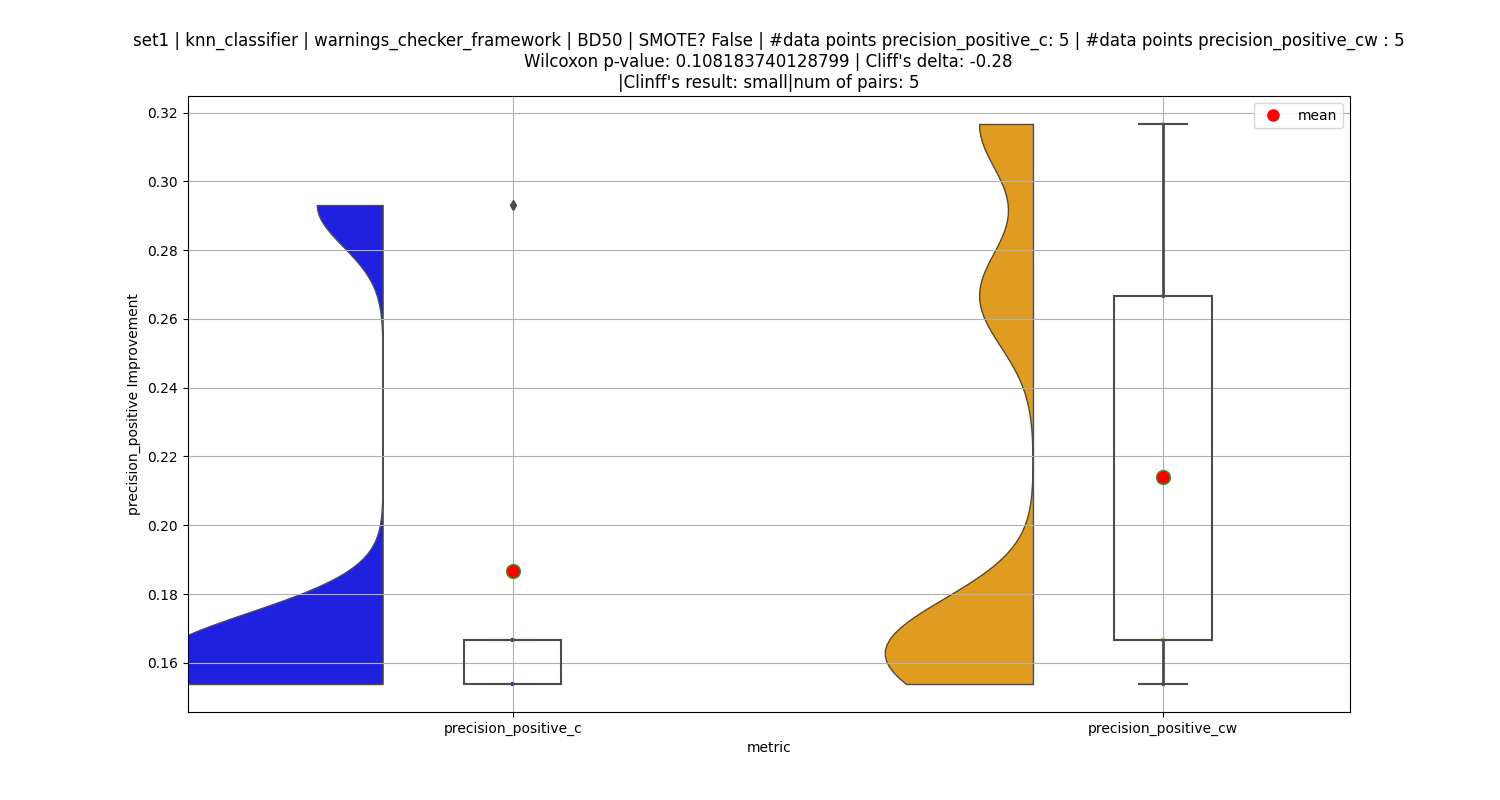 set1 | knn_classifier | warnings_checker_framework | BD50 | SMOTE? False | #data points precision_positive_c: 5 | #data points precision_positive_cw : 5
Wilcoxon p-value: 0.108183740128799 | Cliff's delta: -0.28
|Clinff's result: small|num of pairs: 5
mean
0.32
0.30
0.28
0.26
0.24
0.22
0.20
0.18
0.16
precision_positive Improvement
precision_positive_c
precision_positive_cw
metric